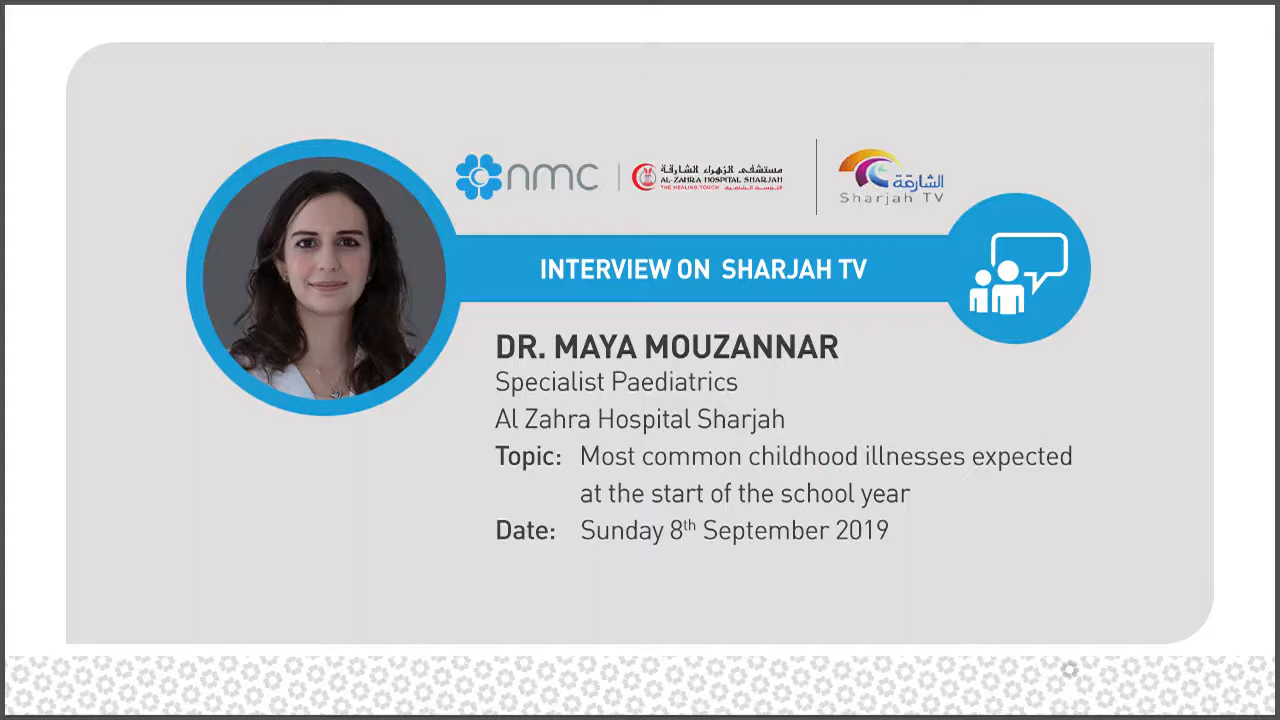 nmc
مستشفى الزهراء الشارقة
AL-ZAHRA HOSPITAL SHARJAH
THE HEALING TOUCH
الشارقة
Sharjah TV
INTERVIEW ON SHARJAH TV
DR. MAYA MOUZANNAR
Specialist Paediatrics
Al Zahra Hospital Sharjah
Topic: Most common childhood illnesses expected
at the start of the school year
Date: Sunday 8th September 2019